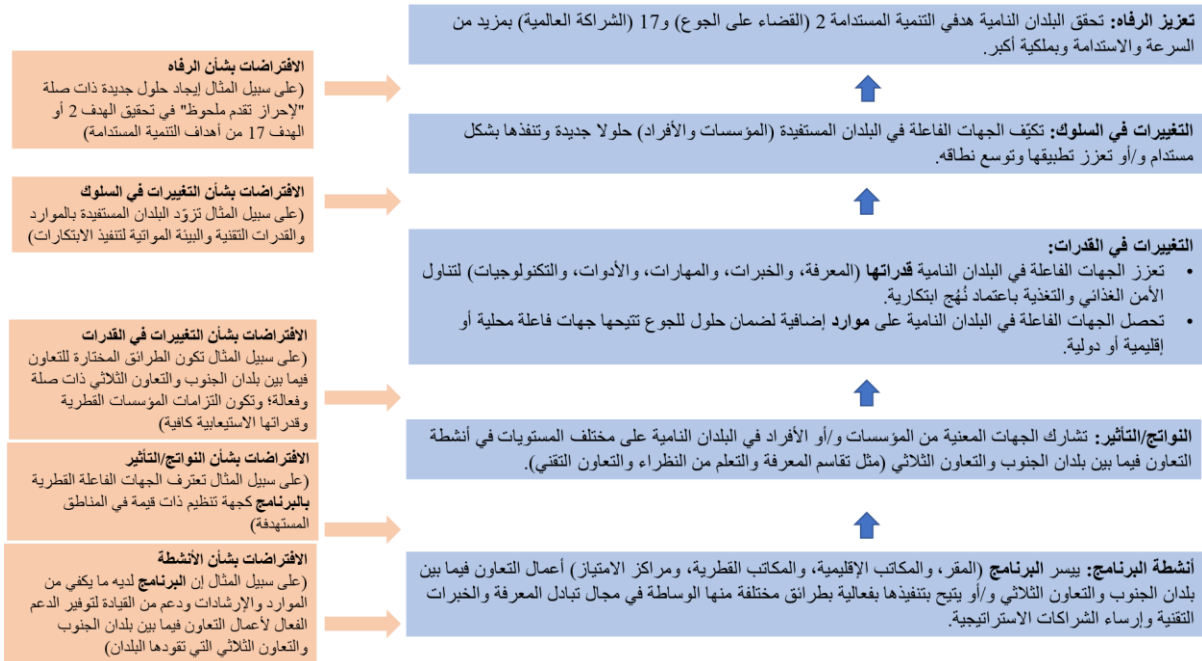 تعزيز الرفاه: تحقق البلدان النامية هدفي التنمية المستدامة 2 (القضاء على الجوع) و17 (الشراكة العالمية) بمزيد من
السرعة والاستدامة وبملكية أكبر.
الافتراضات بشأن الرفاه
(على سبيل المثال إيجاد حلول جديدة ذات صلة
"لإحراز تقدم ملحوظ" في تحقيق الهدف 2 أو
الهدف 17 من أهداف التنمية المستدامة)
التغييرات في السلوك: تكيّف الجهات الفاعلة في البلدان المستفيدة (المؤسسات والأفراد) حلولا جديدة وتنفذها بشكل
مستدام و/أو تعزز تطبيقها وتوسع نطاقه.
الافتراضات بشأن التغييرات في السلوك
(على سبيل المثال تزوّد البلدان المستفيدة بالموارد
والقدرات التقنية والبيئة المواتية لتنفيذ الابتكارات)
التغييرات في القدرات:
• تعزز الجهات الفاعلة في البلدان النامية قدراتها (المعرفة، والخبرات، والمهارات، والأدوات، والتكنولوجيات) لتناول
الأمن الغذائي والتغذية باعتماد نُهُج ابتكارية.
• تحصل الجهات الفاعلة في البلدان النامية على موارد إضافية لضمان حلول للجوع تتيحها جهات فاعلة محلية أو
إقليمية أو دولية.
الافتراضات بشأن التغييرات في القدرات
(على سبيل المثال تكون الطرائق المختارة للتعاون
فيما بين بلدان الجنوب والتعاون الثلاثي ذات صلة
وفعالة؛ وتكون التزامات المؤسسات القطرية
وقدراتها الاستيعابية كافية)
النواتج/التأثير: تشارك الجهات المعنية من المؤسسات و/أو الأفراد في البلدان النامية على مختلف المستويات في أنشطة
التعاون فيما بين بلدان الجنوب والتعاون الثلاثي (مثل تقاسم المعرفة والتعلم من النظراء والتعاون التقني).
الافتراضات بشأن النواتج/التأثير
(على سبيل المثال تعترف الجهات الفاعلة القطرية
بالبرنامج كجهة تنظيم ذات قيمة في المناطق
المستهدفة)
أنشطة البرنامج: ييسر البرنامج (المقر، والمكاتب الإقليمية، والمكاتب القطرية، ومراكز الامتياز) أعمال التعاون فيما بين
بلدان الجنوب والتعاون الثلاثي و/أو يتيح بتنفيذها بفعالية بطرائق مختلفة منها الوساطة في مجال تبادل المعرفة والخبرات
التقنية وإرساء الشراكات الاستراتيجية.
الافتراضات بشأن الأنشطة
(على سبيل المثال إن البرنامج لديه ما يكفي من
الموارد والإرشادات ودعم من القيادة لتوفير الدعم
الفعال لأعمال التعاون فيما بين بلدان الجنوب
والتعاون الثلاثي التي تقودها البلدان)